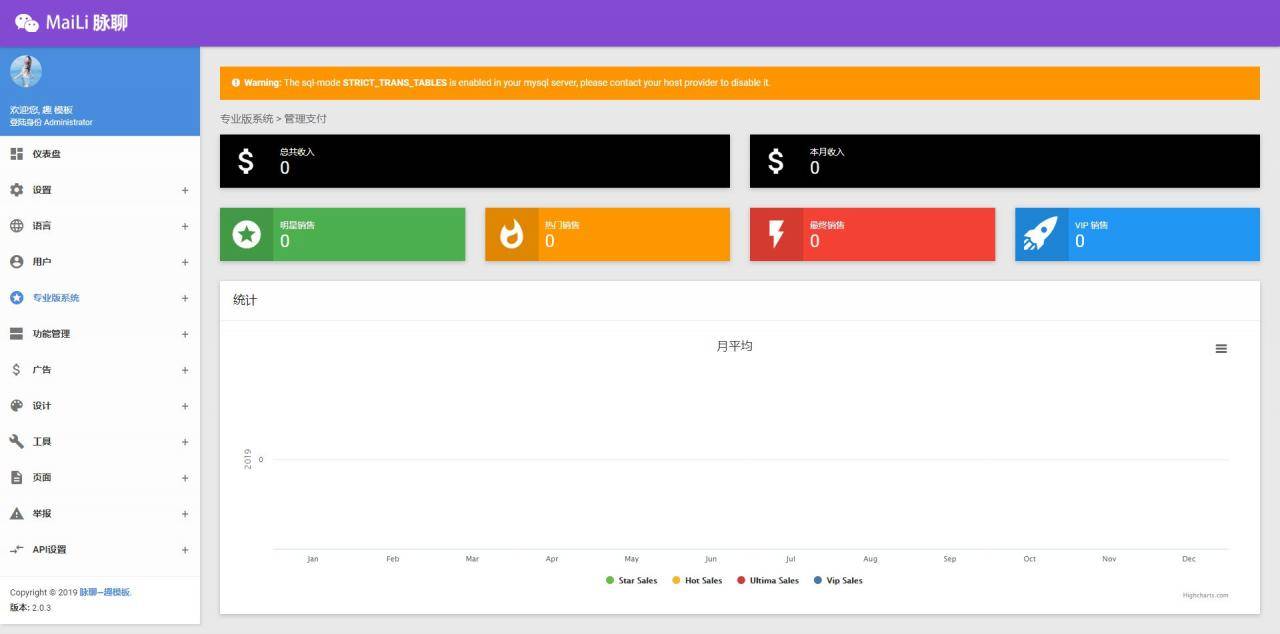 MaiLi 脉聊
欢迎您, 趣 模板
登陆身份 Administrator
仪表盘
设置 +
语言 +
用户 +
专业版系统 +
功能管理 +
广告 +
设计 +
工具 +
页面 +
举报 +
API设置 +
Copyright © 2019 脉聊—趣模板.
版本: 2.0.3
Warning: The sql-mode STRICT_TRANS_TABLES is enabled in your mysql server, please contact your host provider to disable it.
专业版系统 > 管理支付
总共收入
0
本月收入
0
明星销售
0
热门销售
0
最终销售
0
VIP 销售
0
统计
月平均
2019
0
Jan Feb Mar Apr May Jun Jul Aug Sep Oct Nov Dec
Star Sales Hot Sales Ultima Sales Vip Sales
Highcharts.com